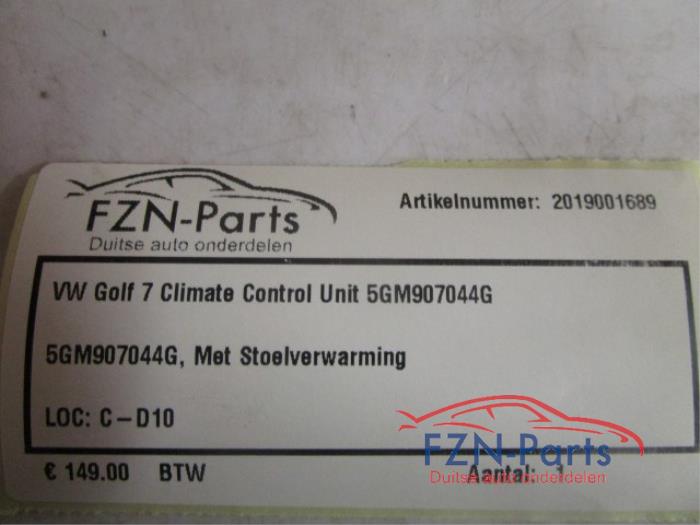 FZN-Parts
Duitse auto onderdelen
Artikelnummer: 2019001689
VW Golf 7 Climate Control Unit 5GM907044G
5GM907044G, Met Stoelverwarming
LOC: C-D10
€ 149.00 BTW
Aantal: 1
FZN-Parts
Duitse auto onderdelen